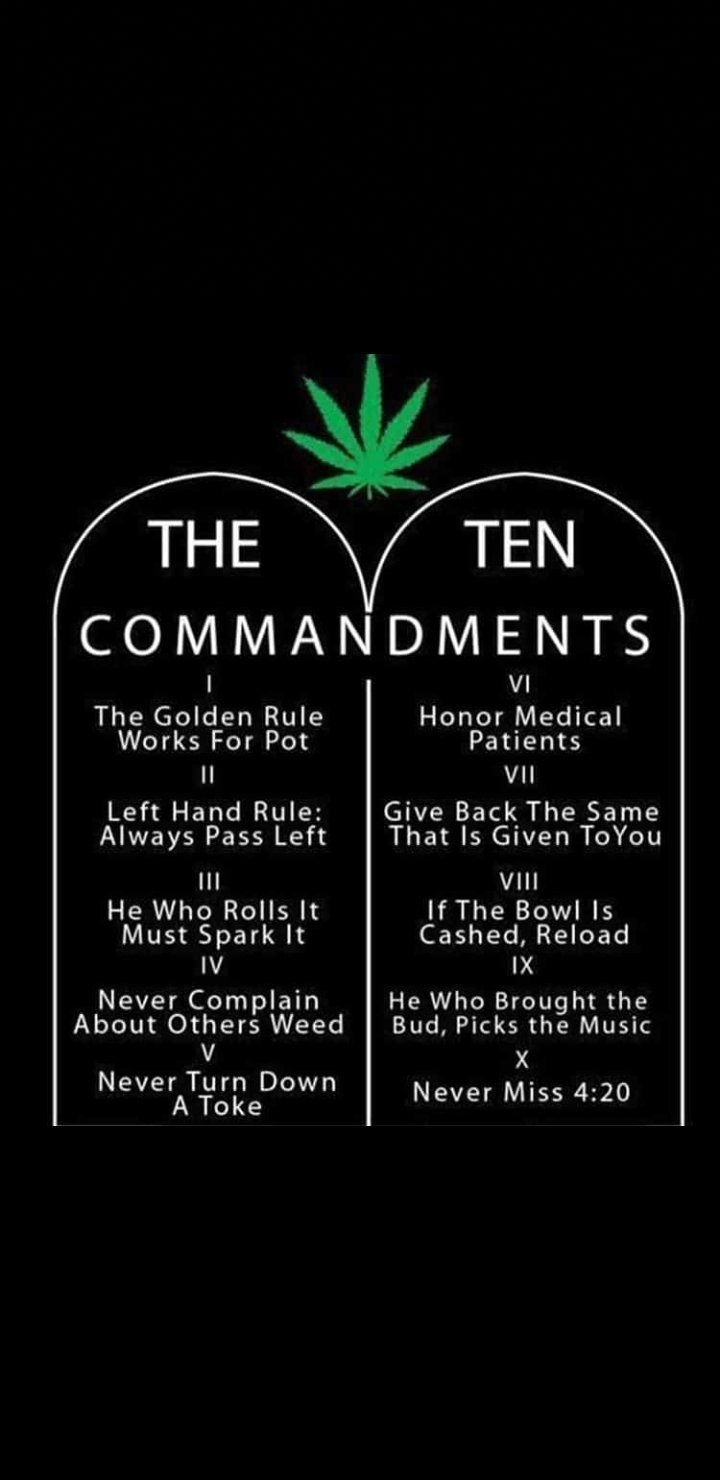 THE TEN
COMMANDMENTS
I
The Golden Rule
Works For Pot
II
Left Hand Rule:
Always Pass Left
III
He Who Rolls It
Must Spark It
IV
Never Complain
About Others Weed
V
Never Turn Down
A Toke
VI
Honor Medical
Patients
VII
Give Back The Same
That Is Given ToYou
VIII
If The Bowl Is
Cashed, Reload
IX
He Who Brought the
Bud, Picks the Music
X
Never Miss 4:20